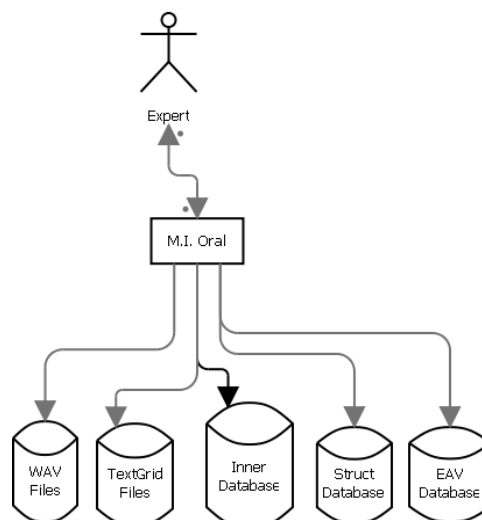 Expert
M.I. Oral
WAV
Files
TextGrid
Files
Inner
Database
Struct
Database
EAV
Database